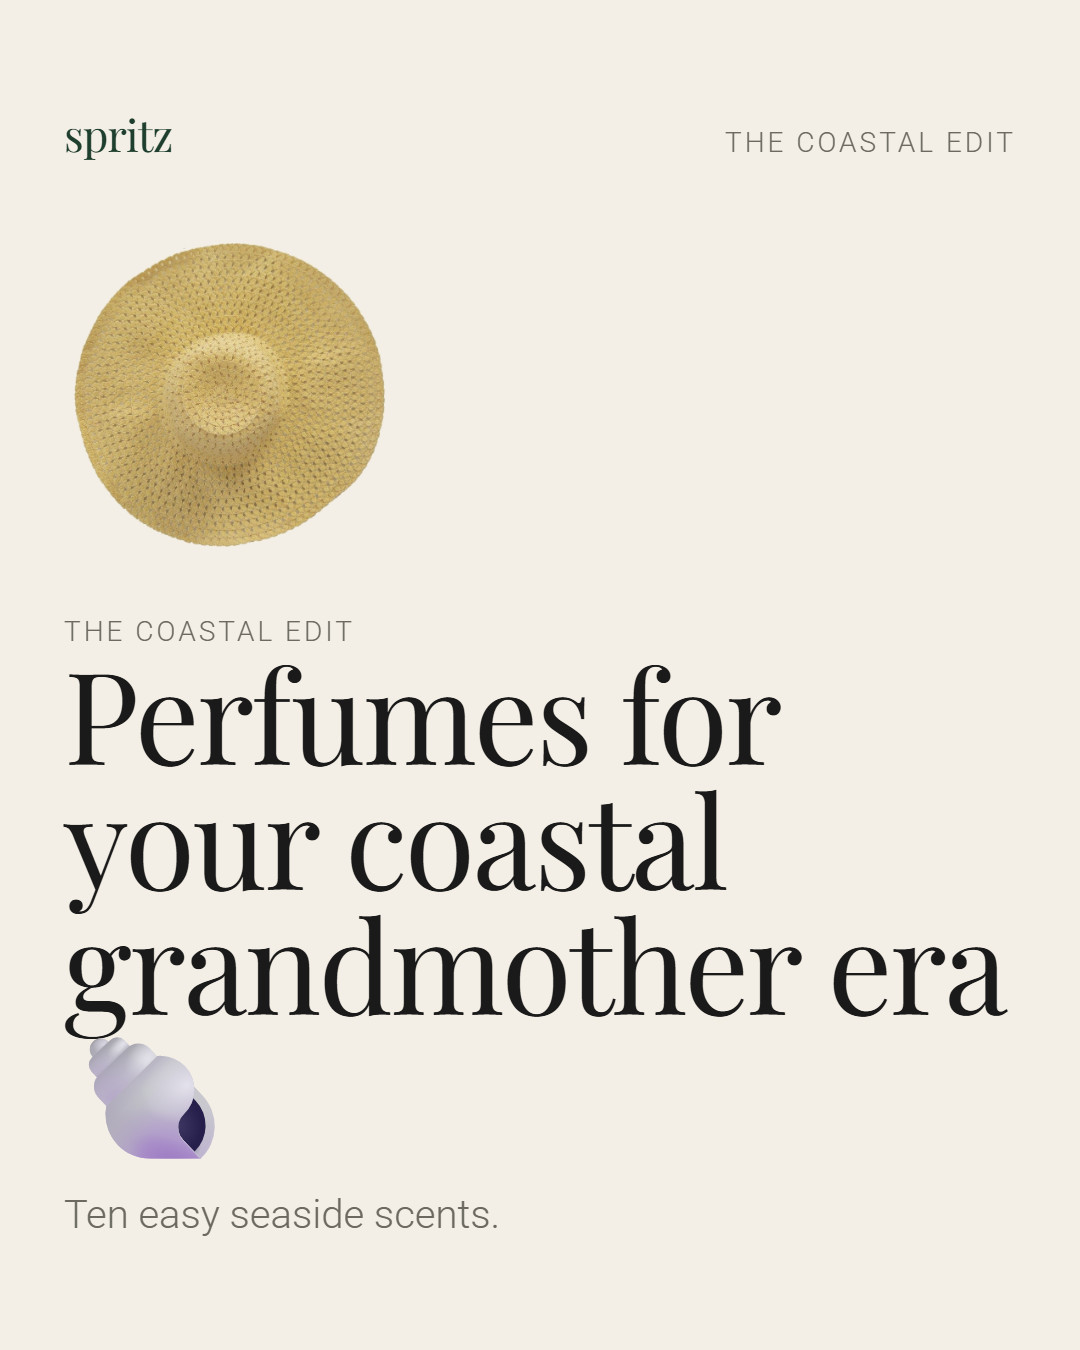 spritz
THE COASTAL EDIT
THE COASTAL EDIT
Perfumes for
your coastal
grandmother era
Ten easy seaside scents.